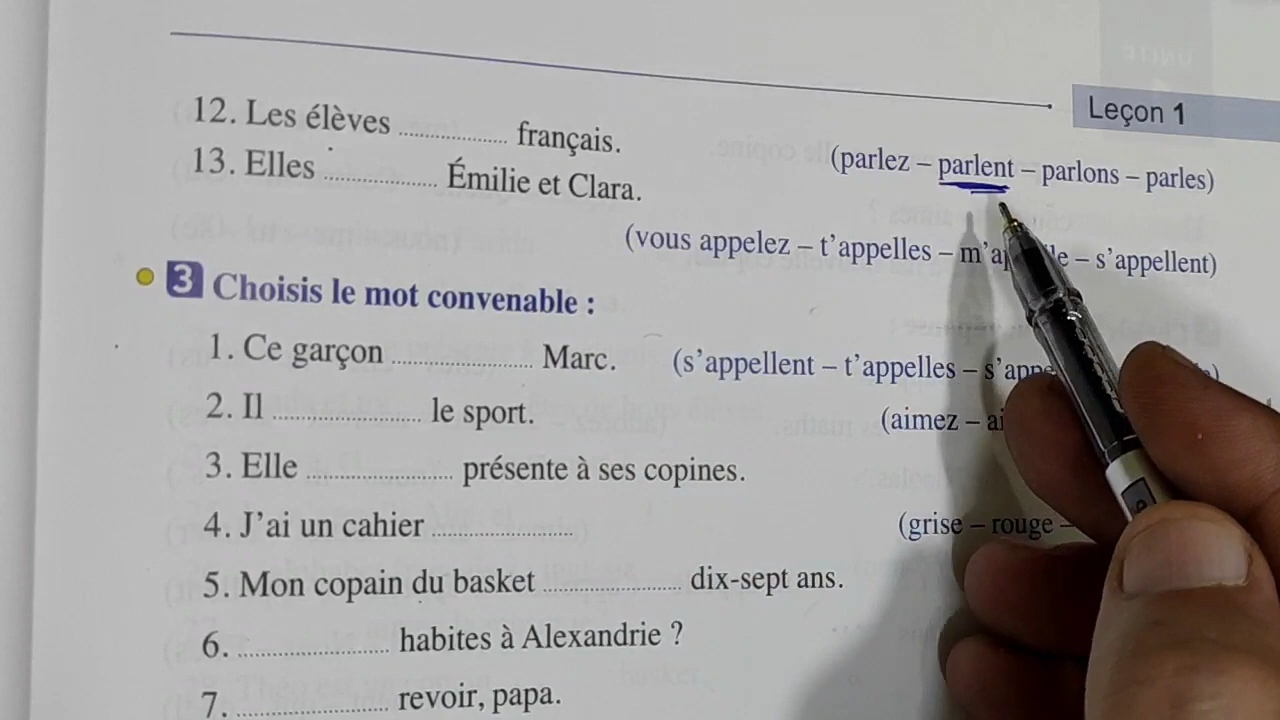 Leçon 1
12. Les élèves .................. français.
(parlez – parlent – parlons – parles)
13. Elles .................. Émilie et Clara.
(vous appelez – t'appelles – – s'appellent)
3 Choisis le mot convenable :
1. Ce garçon .................. Marc. (s'appellent – t'appelles –
2. Il .................. le sport. (aimez –
3. Elle .................. présente à ses copines.
4. J'ai un cahier .................. (grise – rouge –
5. Mon copain du basket .................. dix-sept ans.
6. .................. habites à Alexandrie ?
7. .................. revoir, papa.